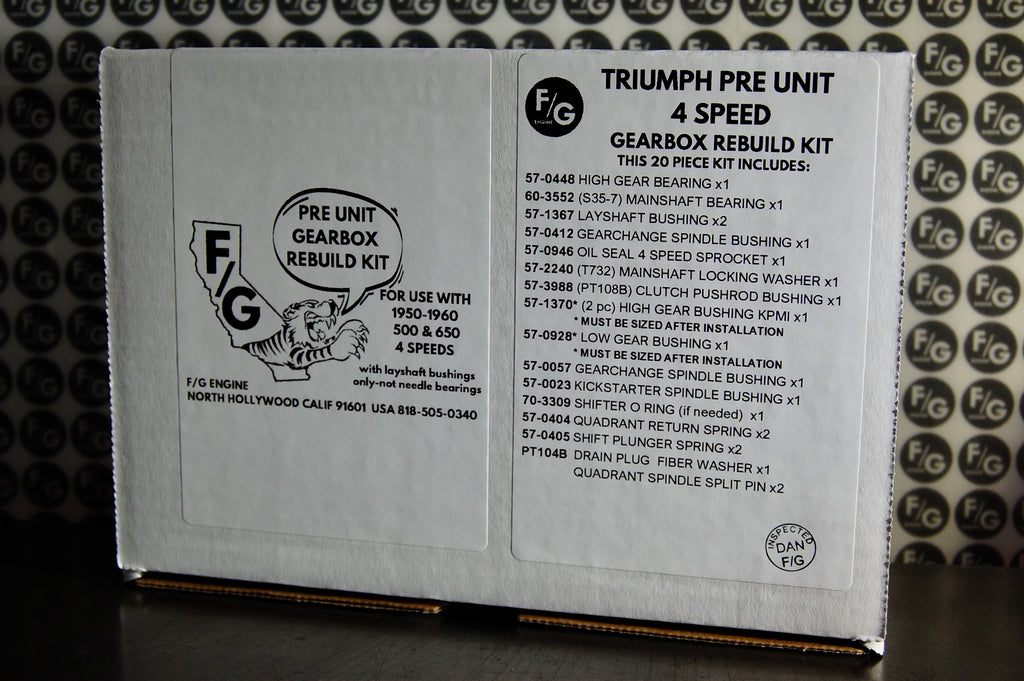 F/G
PRE UNIT
GEARBOX
REBUILD KIT
FOR USE WITH
1950-1960
500 & 650
4 SPEEDS
with layshaft bushings
only-not needle bearings
F/G ENGINE
NORTH HOLLYWOOD CALIF 91601 USA 818-505-0340
F/G
TRIUMPH PRE UNIT
4 SPEED
GEARBOX REBUILD KIT
THIS 20 PIECE KIT INCLUDES:
57-0448 HIGH GEAR BEARING x1
60-3552 (S35-7) MAINSHAFT BEARING x1
57-1367 LAYSHAFT BUSHING x2
57-0412 GEARCHANGE SPINDLE BUSHING x1
57-0946 OIL SEAL 4 SPEED SPROCKET x1
57-2240 (T732) MAINSHAFT LOCKING WASHER x1
57-3988 (PT108B) CLUTCH PUSHROD BUSHING x1
57-1370* (2 pc) HIGH GEAR BUSHING KPMI x1
* MUST BE SIZED AFTER INSTALLATION
57-0928* LOW GEAR BUSHING x1
* MUST BE SIZED AFTER INSTALLATION
57-0057 GEARCHANGE SPINDLE BUSHING x1
57-0023 KICKSTARTER SPINDLE BUSHING x1
70-3309 SHIFTER O RING (if needed) x1
57-0404 QUADRANT RETURN SPRING x2
57-0405 SHIFT PLUNGER SPRING x2
PT104B DRAIN PLUG FIBER WASHER x1
QUADRANT SPINDLE SPLIT PIN x2
INSPECTED
DAN
F/G